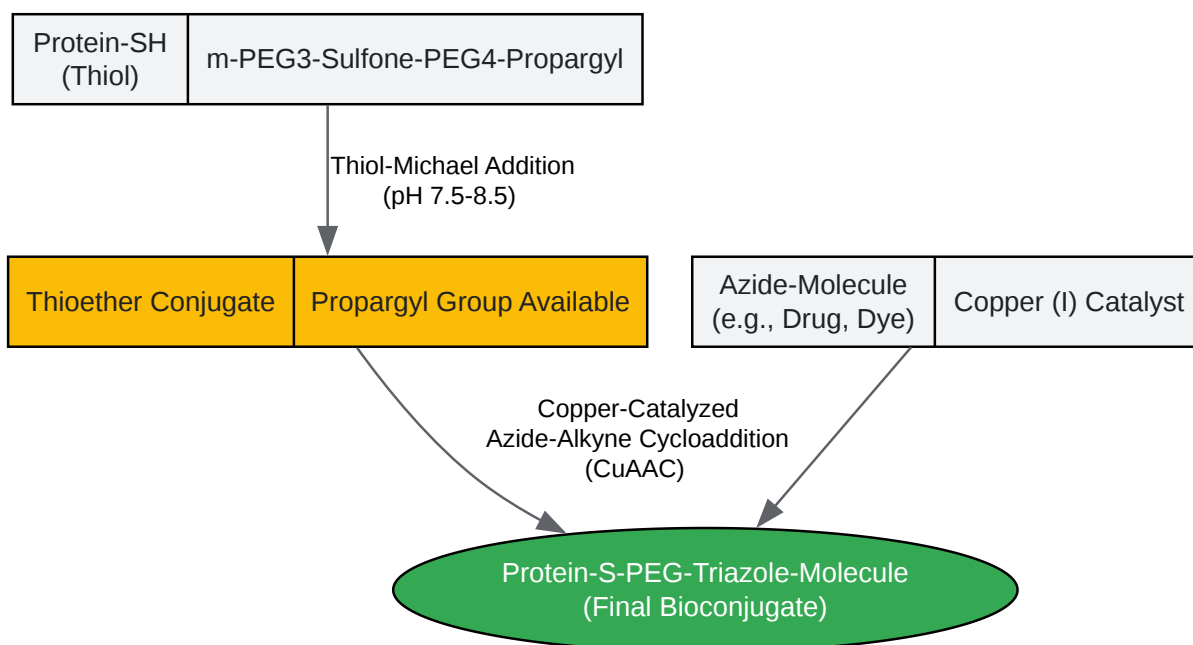 Protein-SH
(Thiol)
m-PEG3-Sulfone-PEG4-Propargyl
Thiol-Michael Addition
(pH 7.5-8.5)
Thioether Conjugate
Propargyl Group Available
Azide-Molecule
(e.g., Drug, Dye)
Copper (I) Catalyst
Copper-Catalyzed
Azide-Alkyne Cycloaddition
(CuAAC)
Protein-S-PEG-Triazole-Molecule
(Final Bioconjugate)